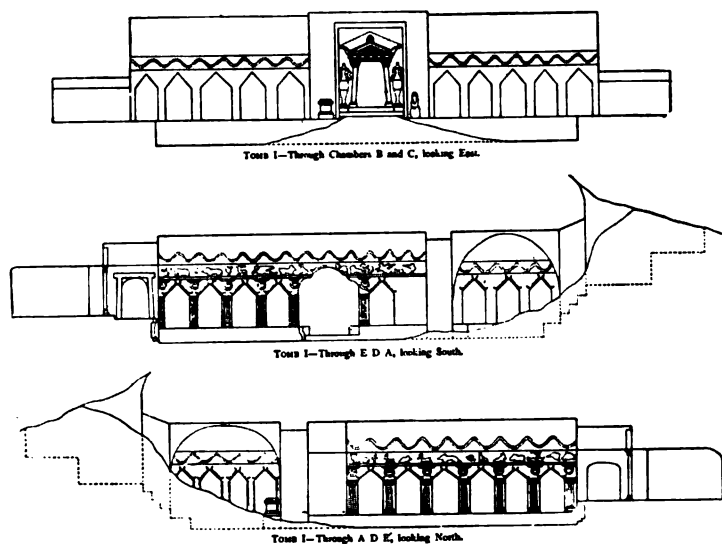 TOMB I—Through Chambers B and C, looking East.
TOMB I—Through E D A, looking South.
TOMB I—Through A D E, looking North.